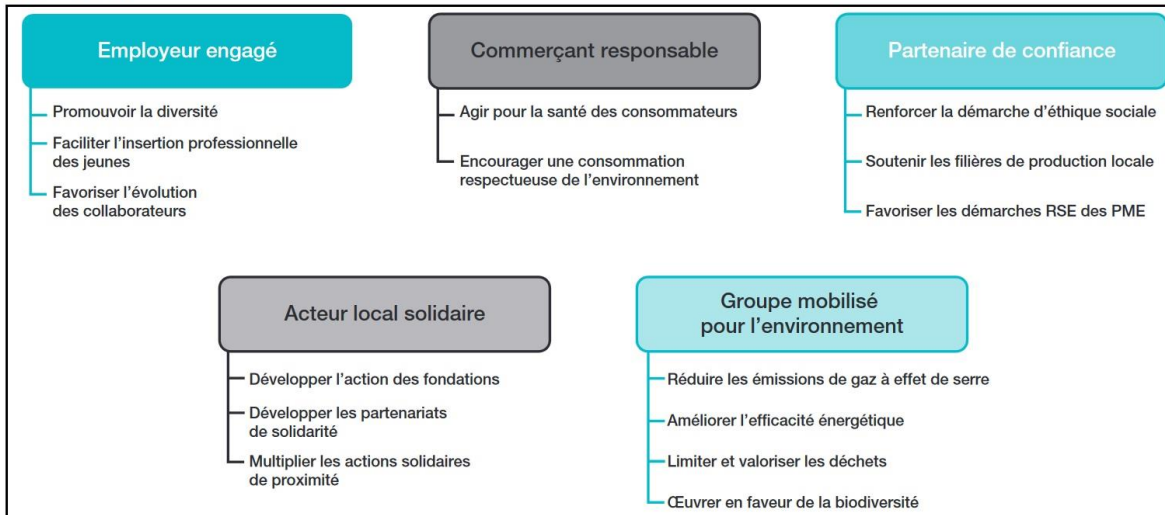 Employeur engagé
Promouvoir la diversité
Faciliter l'insertion professionnelle
des jeunes
Favoriser l'évolution
des collaborateurs
Commerçant responsable
Agir pour la santé des consommateurs
Encourager une consommation
respectueuse de l'environnement
Partenaire de confiance
Renforcer la démarche d'éthique sociale
Soutenir les filières de production locale
Favoriser les démarches RSE des PME
Acteur local solidaire
Développer l'action des fondations
Développer les partenariats
de solidarité
Multiplier les actions solidaires
de proximité
Groupe mobilisé
pour l'environnement
Réduire les émissions de gaz à effet de serre
Améliorer l'efficacité énergétique
Limiter et valoriser les déchets
Œuvrer en faveur de la biodiversité